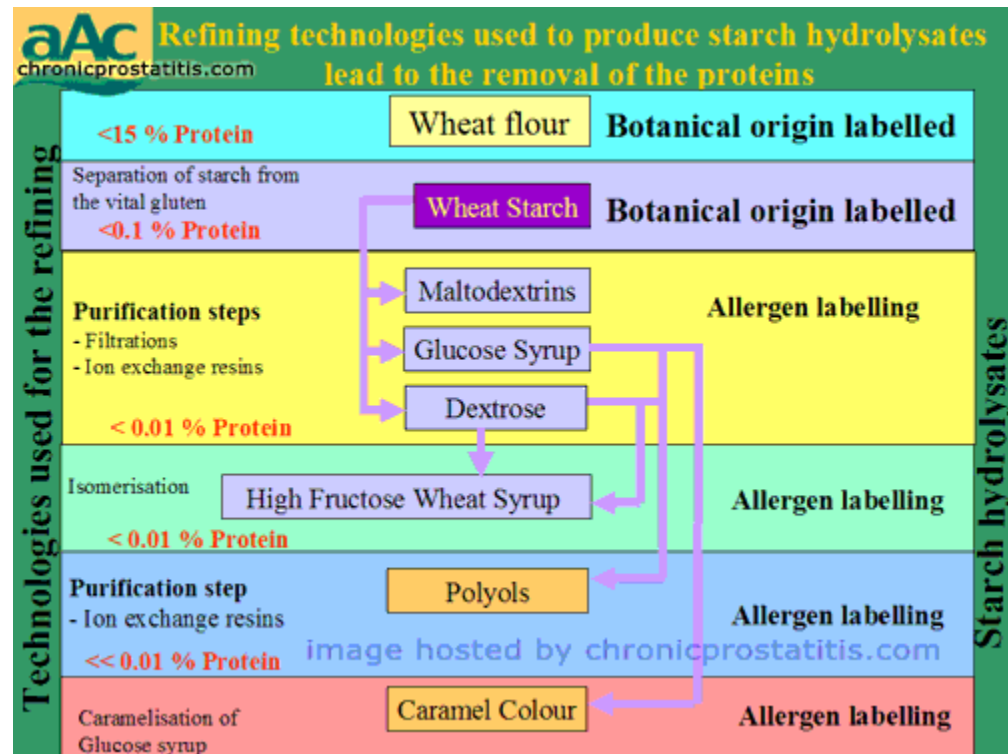 aAc
chronicprostatitis.com
Refining technologies used to produce starch hydrolysates
lead to the removal of the proteins
Technologies used for the refining
Starch hydrolysates
<15 % Protein
Wheat flour
Botanical origin labelled
Separation of starch from
the vital gluten
<0.1 % Protein
Wheat Starch
Botanical origin labelled
Purification steps
- Filtrations
- Ion exchange resins
< 0.01 % Protein
Maltodextrins
Glucose Syrup
Dextrose
Allergen labelling
Isomerisation
< 0.01 % Protein
High Fructose Wheat Syrup
Allergen labelling
Purification step
- Ion exchange resins
<< 0.01 % Protein
Polyols
Allergen labelling
image hosted by chronicprostatitis.com
Caramelisation of
Glucose syrup
Caramel Colour
Allergen labelling